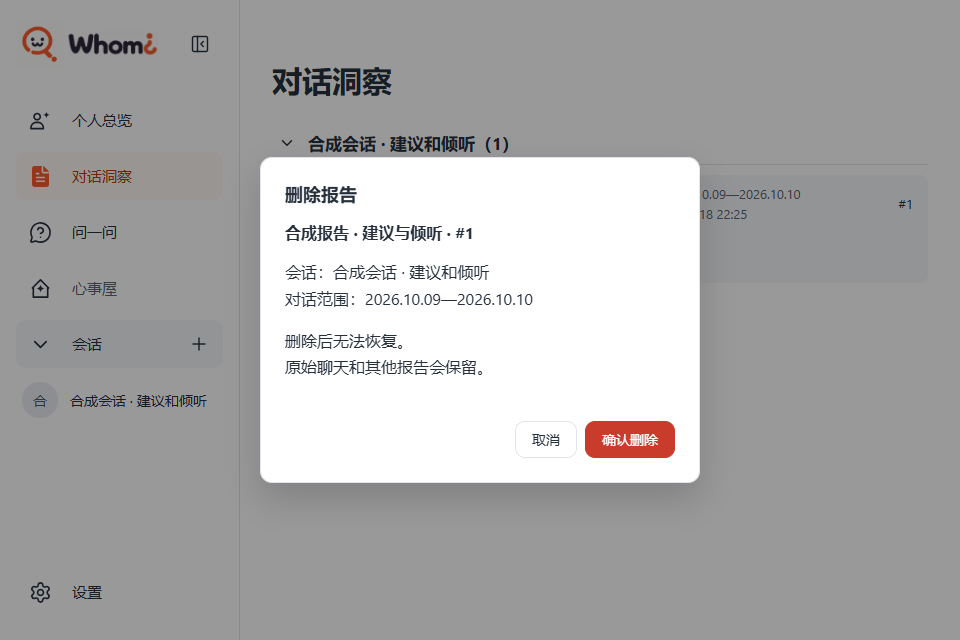 Whomi
个人总览
对话洞察
问一问
心事屋
会话
合
合成会话 · 建议和倾听
设置
对话洞察
合成会话 · 建议和倾听（1）
0.09—2026.10.10
18 22:25
#1
删除报告
合成报告 · 建议与倾听 · #1
会话：合成会话 · 建议和倾听
对话范围：2026.10.09—2026.10.10
删除后无法恢复。
原始聊天和其他报告会保留。
取消
确认删除